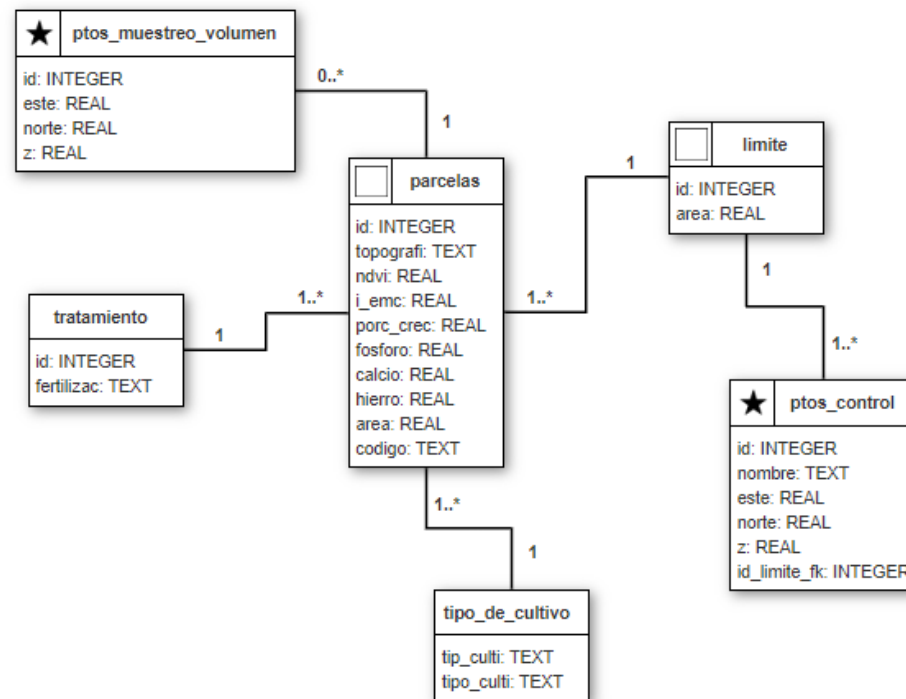 ptos_muestreo_volumen
id: INTEGER
este: REAL
norte: REAL
z: REAL
0..*
1
parcelas
id: INTEGER
topografi: TEXT
ndvi: REAL
i_emc: REAL
porc_crec: REAL
fosforo: REAL
calcio: REAL
hierro: REAL
area: REAL
codigo: TEXT
1
limite
id: INTEGER
area: REAL
1..*
1
1..*
tratamiento
id: INTEGER
fertilizac: TEXT
1
1..*
ptos_control
id: INTEGER
nombre: TEXT
este: REAL
norte: REAL
z: REAL
id_limite_fk: INTEGER
1..*
1
tipo_de_cultivo
tip_culti: TEXT
tipo_culti: TEXT